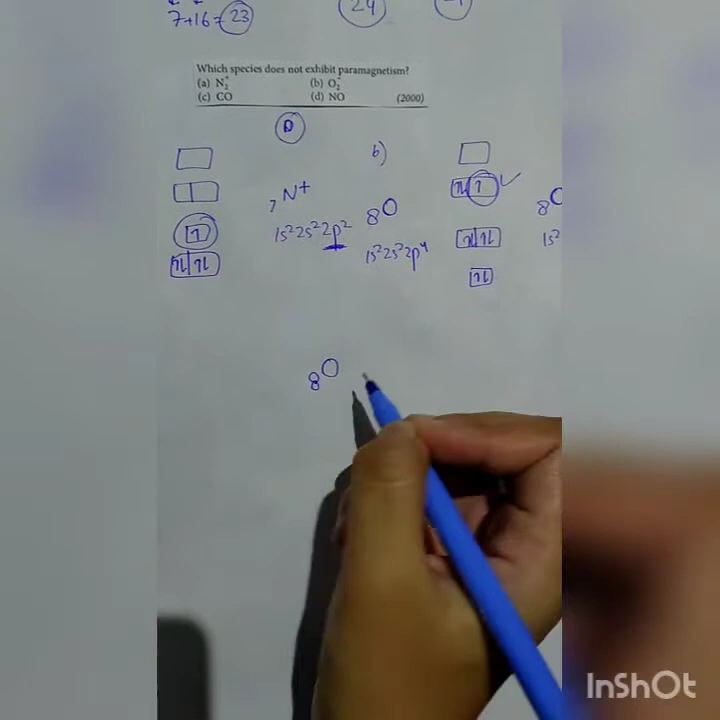 7+16=23
24
Which species does not exhibit paramagnetism?
(a) N₂⁺ (b) O₂⁻
(c) CO (d) NO (2000)
b)
₇N⁺
1s²2s²2p²
₈O
1s²2s²2p⁴
₈O
1s²
₈O
InShOt